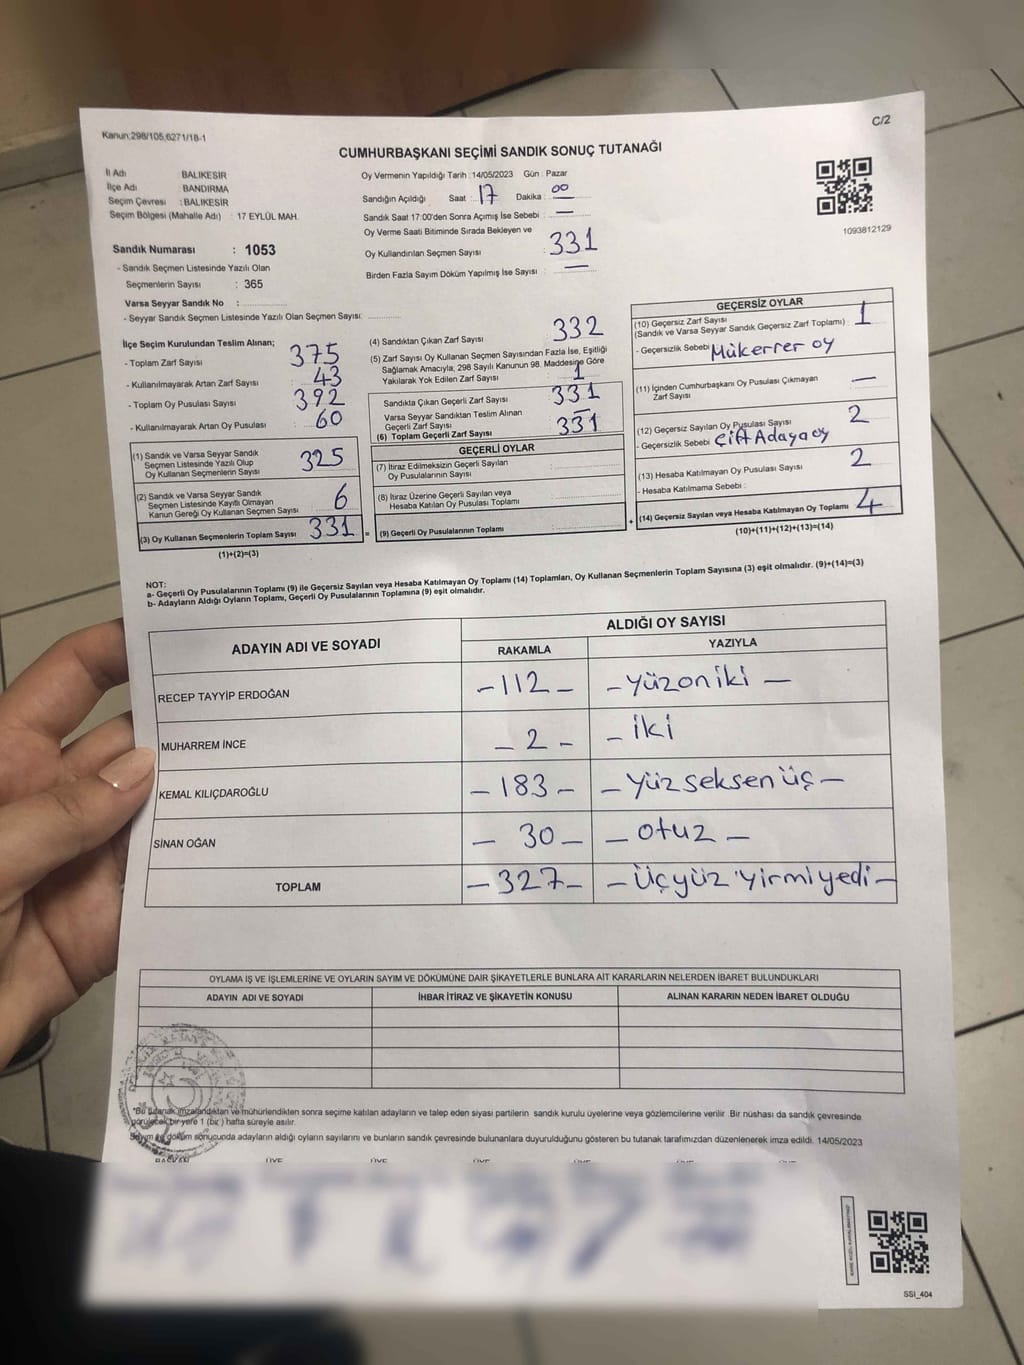 Kanun:298/105,6271/18-1
C/2
CUMHURBAŞKANI SEÇİMİ SANDIK SONUÇ TUTANAĞI
İl Adı BALIKESİR
İlçe Adı BANDIRMA
Seçim Çevresi : BALIKESİR
Seçim Bölgesi (Mahalle Adı) : 17 EYLÜL MAH.
Sandık Numarası : 1053
- Sandık Seçmen Listesinde Yazılı Olan
Seçmenlerin Sayısı : 365
Varsa Seyyar Sandık No :
- Seyyar Sandık Seçmen Listesinde Yazılı Olan Seçmen Sayısı:
Oy Vermenin Yapıldığı Tarih : 14/05/2023 Gün : Pazar
Sandığın Açıldığı Saat : 17 Dakika : 00
Sandık Saat 17:00'den Sonra Açımış İse Sebebi : —
Oy Verme Saati Bitiminde Sırada Bekleyen ve
Oy Kullandırılan Seçmen Sayısı : 331
Birden Fazla Sayım Döküm Yapılmış İse Sayısı : —
1093812129
İlçe Seçim Kurulundan Teslim Alınan;
- Toplam Zarf Sayısı : 375
- Kullanılmayarak Artan Zarf Sayısı : 43
- Toplam Oy Pusulası Sayısı : 392
- Kullanılmayarak Artan Oy Pusulası : 60
(1) Sandık ve Varsa Seyyar Sandık
Seçmen Listesinde Yazılı Olup
Oy Kullanan Seçmenlerin Sayısı : 325
(2) Sandık ve Varsa Seyyar Sandık
Seçmen Listesinde Kayıtlı Olmayan
Kanun Gereği Oy Kullanan Seçmen Sayısı : 6
(3) Oy Kullanan Seçmenlerin Toplam Sayısı : 331 =
(1)+(2)=(3)
(4) Sandıktan Çıkan Zarf Sayısı : 332
(5) Zarf Sayısı Oy Kullanan Seçmen Sayısından Fazla İse, Eşitliği
Sağlamak Amacıyla, 298 Sayılı Kanunun 98. Maddesine Göre
Yakılarak Yok Edilen Zarf Sayısı : 1
Sandıkta Çıkan Geçerli Zarf Sayısı : 331
Varsa Seyyar Sandıktan Teslim Alınan
Geçerli Zarf Sayısı : —
(6) Toplam Geçerli Zarf Sayısı : 331
GEÇERLİ OYLAR
(7) İtiraz Edilmeksizin Geçerli Sayılan
Oy Pusulalarının Sayısı :
(8) İtiraz Üzerine Geçerli Sayılan veya
Hesaba Katılan Oy Pusulası Toplamı :
(9) Geçerli Oy Pusulalarının Toplamı : +
GEÇERSİZ OYLAR
(10) Geçersiz Zarf Sayısı
(Sandık ve Varsa Seyyar Sandık Geçersiz Zarf Toplamı) : 1
- Geçersizlik Sebebi : Mükerrer oy
(11) İçinden Cumhurbaşkanı Oy Pusulası Çıkmayan
Zarf Sayısı : —
(12) Geçersiz Sayılan Oy Pusulası Sayısı : 2
- Geçersizlik Sebebi : Çift Adaya oy
(13) Hesaba Katılmayan Oy Pusulası Sayısı : 2
- Hesaba Katılmama Sebebi :
(14) Geçersiz Sayılan veya Hesaba Katılmayan Oy Toplamı : 4
(10)+(11)+(12)+(13)=(14)
NOT:
a- Geçerli Oy Pusulalarının Toplamı (9) ile Geçersiz Sayılan veya Hesaba Katılmayan Oy Toplamı (14) Toplamları, Oy Kullanan Seçmenlerin Toplam Sayısına (3) eşit olmalıdır. (9)+(14)=(3)
b- Adayların Aldığı Oyların Toplamı, Geçerli Oy Pusulalarının Toplamına (9) eşit olmalıdır.
ADAYIN ADI VE SOYADI ALDIĞI OY SAYISI
RAKAMLA YAZIYLA
RECEP TAYYİP ERDOĞAN –112– –Yüzoniki–
MUHARREM İNCE –2– –iki
KEMAL KILIÇDAROĞLU –183– –Yüzseksenüç–
SİNAN OĞAN –30– –otuz–
TOPLAM –327– –Üçyüz yirmiyedi–
OYLAMA İŞ VE İŞLEMLERİNE VE OYLARIN SAYIM VE DÖKÜMÜNE DAİR ŞİKAYETLERLE BUNLARA AİT KARARLARIN NELERDEN İBARET BULUNDUKLARI
ADAYIN ADI VE SOYADI İHBAR İTİRAZ VE ŞİKAYETİN KONUSU ALINAN KARARIN NEDEN İBARET OLDUĞU
*Bu tutanak imzalandıktan ve mühürlendikten sonra seçime katılan adayların ve talep eden siyasi partilerin sandık kurulu üyelerine veya gözlemcilerine verilir. Bir nüshası da sandık çevresinde
görülecek bir yere 1 (bir) hafta süreyle asılır.
Sayım ve döküm sonucunda adayların aldığı oyların sayılarını ve bunların sandık çevresinde bulunanlara duyurulduğunu gösteren bu tutanak tarafımızdan düzenlenerek imza edildi. 14/05/2023
BAŞKAN ÜYE ÜYE ÜYE ÜYE ÜYE ÜYE
SSİ_404